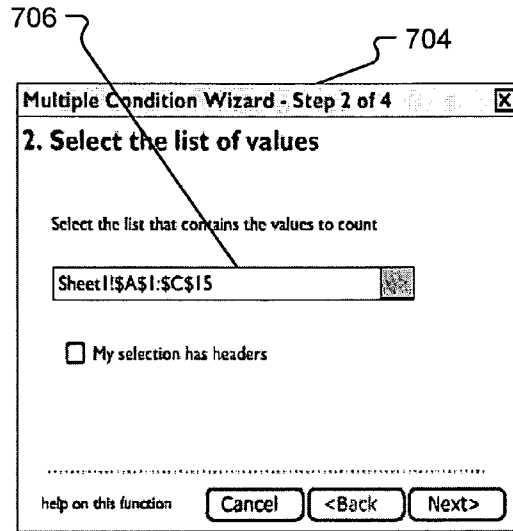 706
704
Multiple Condition Wizard - Step 2 of 4 X
2. Select the list of values
Select the list that contains the values to count
Sheet1!$A$1:$C$15
My selection has headers
help on this function Cancel <Back Next>